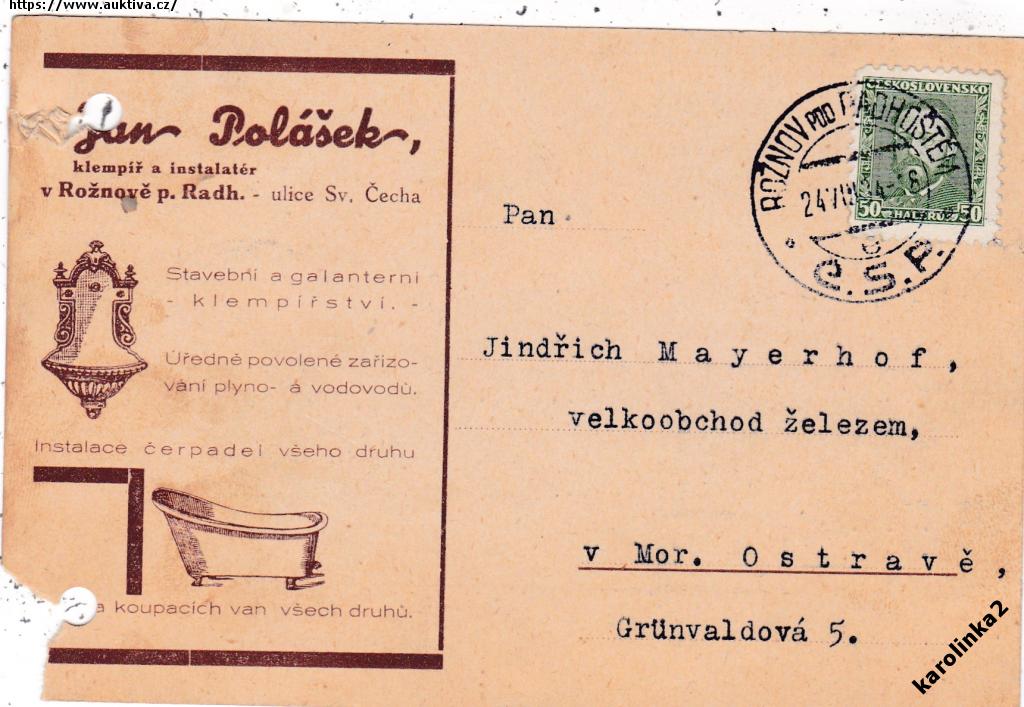 https://www.auktiva.cz/
Jan Polášek,
klempíř a instalatér
v Rožnově p. Radh. - ulice Sv. Čecha
Stavební a galanterní
- klempířství. -
Úředně povolené zařizo-
vání plyno- a vodovodů.
Instalace čerpadel všeho druhu
a koupacích van všech druhů.
ROŽNOV POD RADHOŠTĚM
Č.S.P.
ČESKOSLOVENSKO
50 HALÉŘŮ 50
Pan
Jindřich Mayerhof,
velkoobchod železem,
v Mor. Ostravě,
Grünvaldová 5.
karolinka2